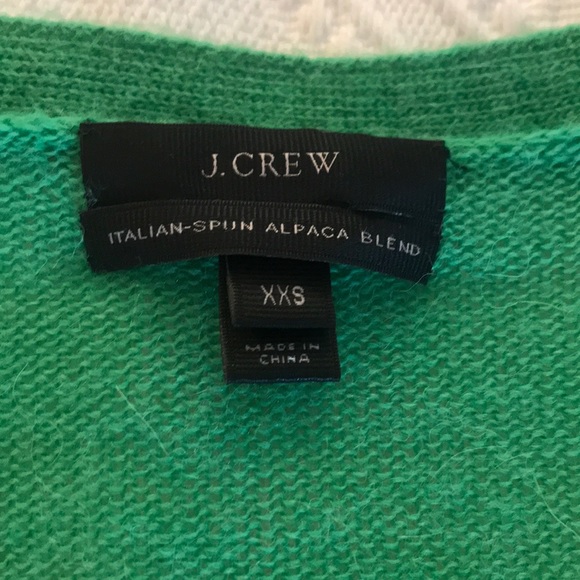 J.CREW
ITALIAN-SPUN ALPACA BLEND
XXS
MADE IN
CHINA